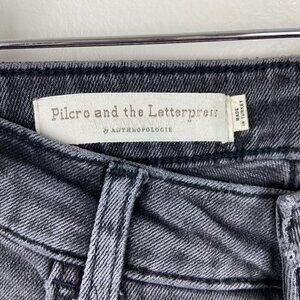 Pilcro and the Letterpress
& ANTHROPOLOGIE
MADE
IN TURKEY